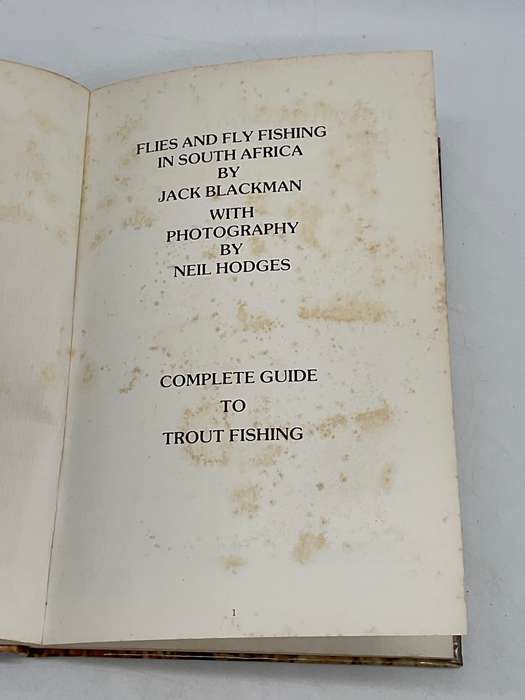 FLIES AND FLY FISHING
IN SOUTH AFRICA
BY
JACK BLACKMAN
WITH
PHOTOGRAPHY
BY
NEIL HODGES
COMPLETE GUIDE
TO
TROUT FISHING
1